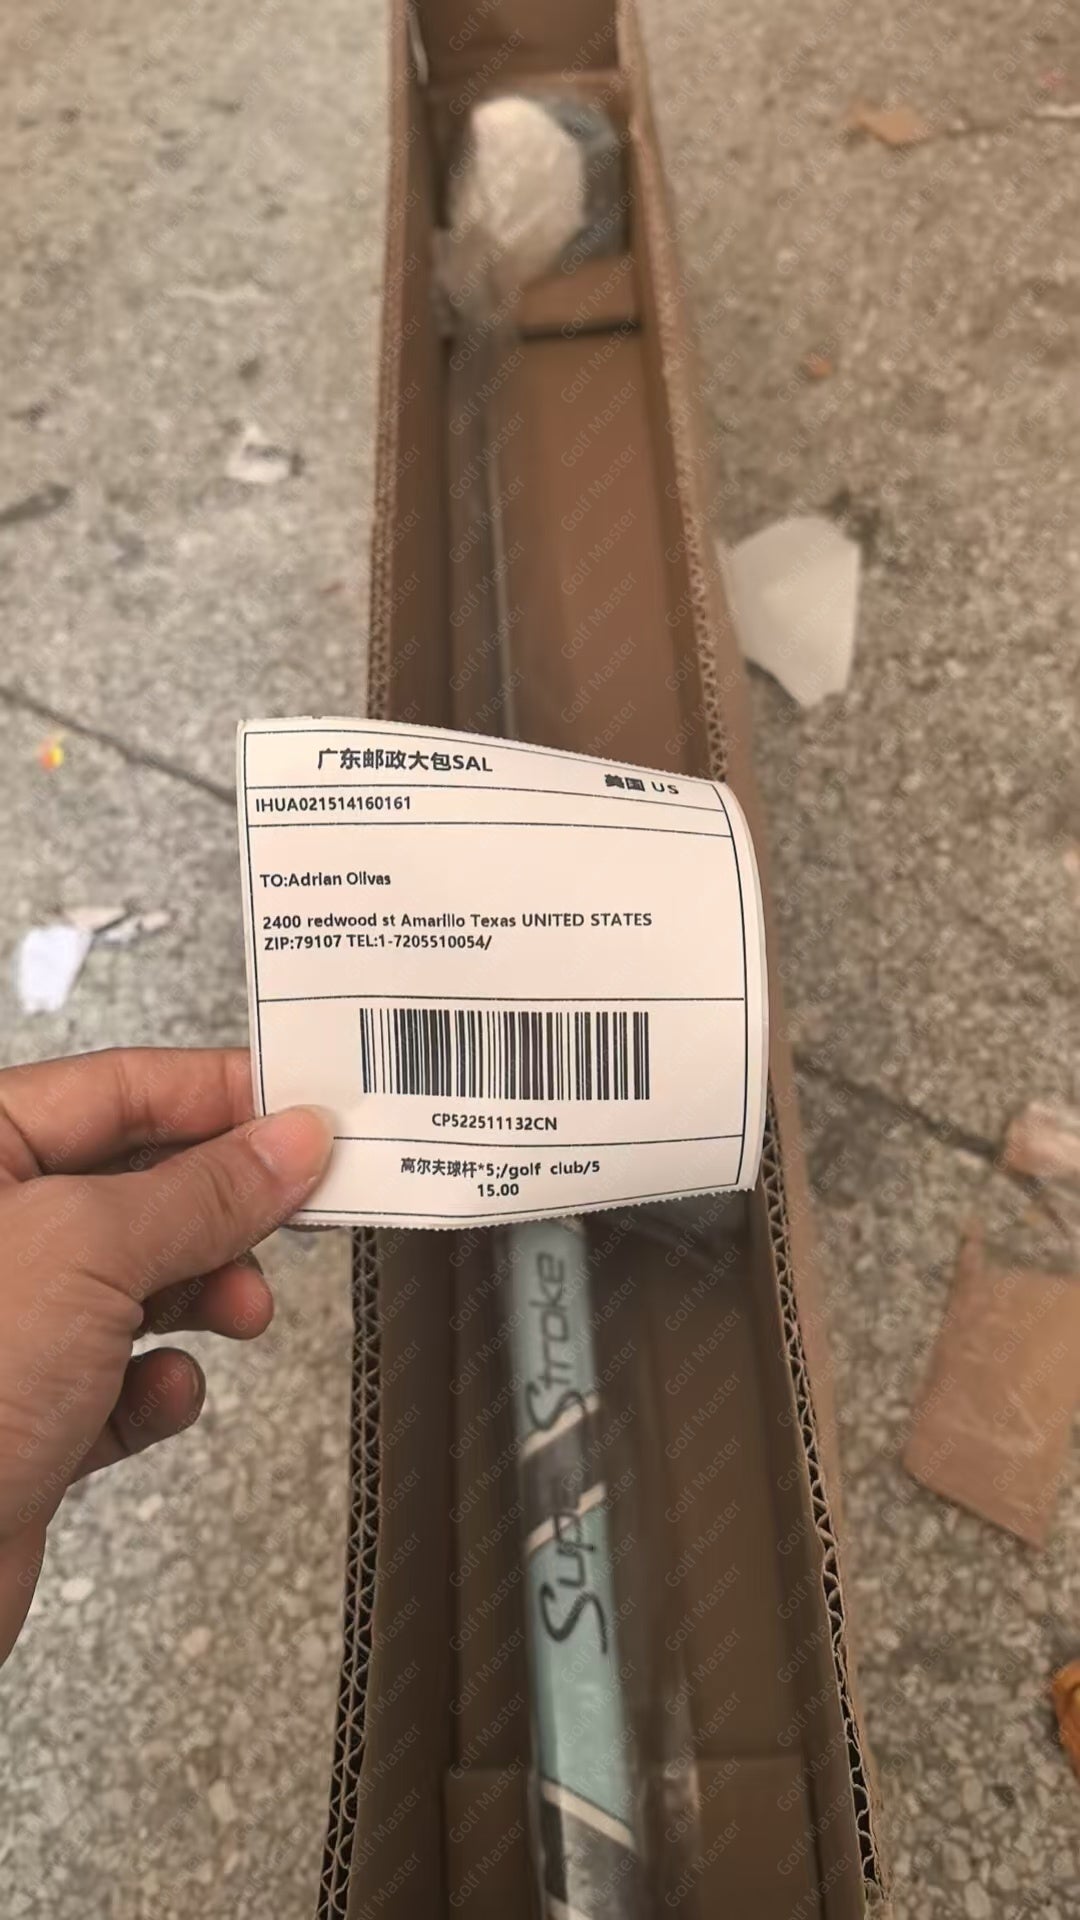 广东邮政大包SAL
美国 US
IHUA021514160161
TO:Adrian Olivas
2400 redwood st Amarillo Texas UNITED STATES
ZIP:79107 TEL:1-7205510054/
CP522511132CN
高尔夫球杆*5;/golf club/5
15.00
Super Stroke
Golf Master